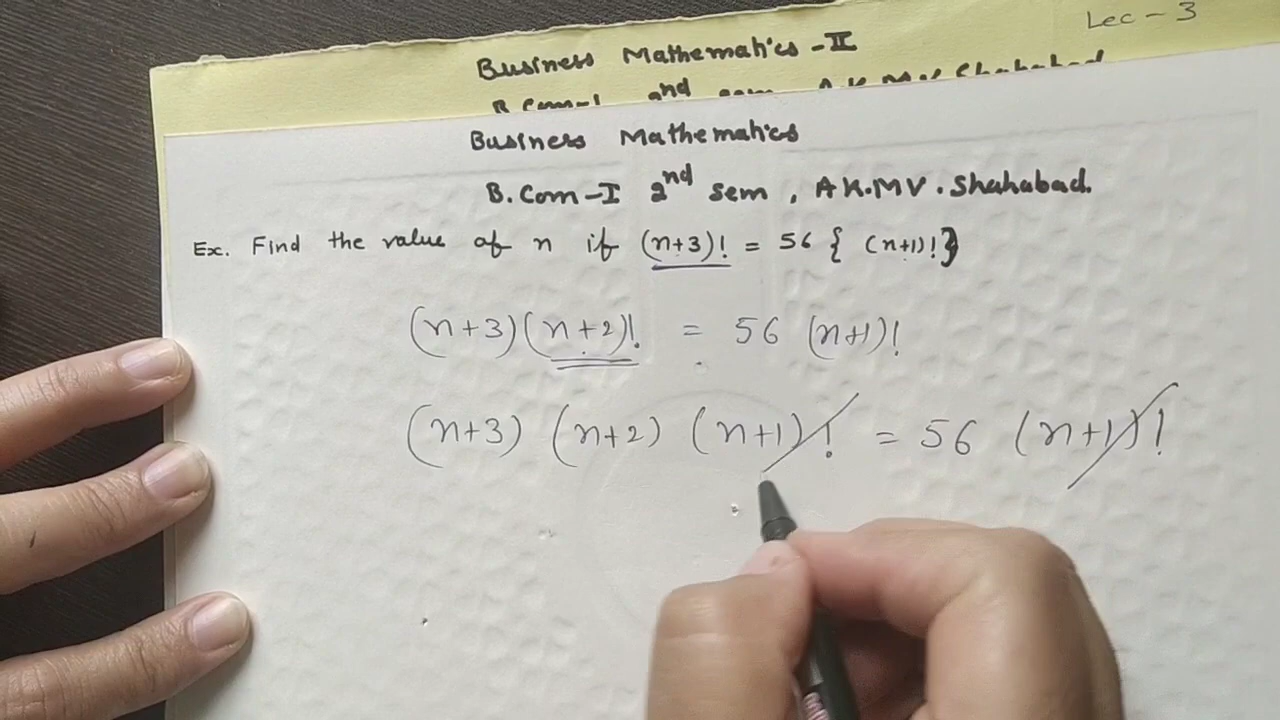 Lec - 3
Business Mathematics - II
Business Mathematics
B. Com - I 2nd sem , A K.M V . Shahabad.
Ex. Find the value of n if (n+3)! = 56 { (n+1)!}
(n+3)(n+2)! = 56 (n+1)!
(n+3) (n+2) (n+1)! = 56 (n+1)!